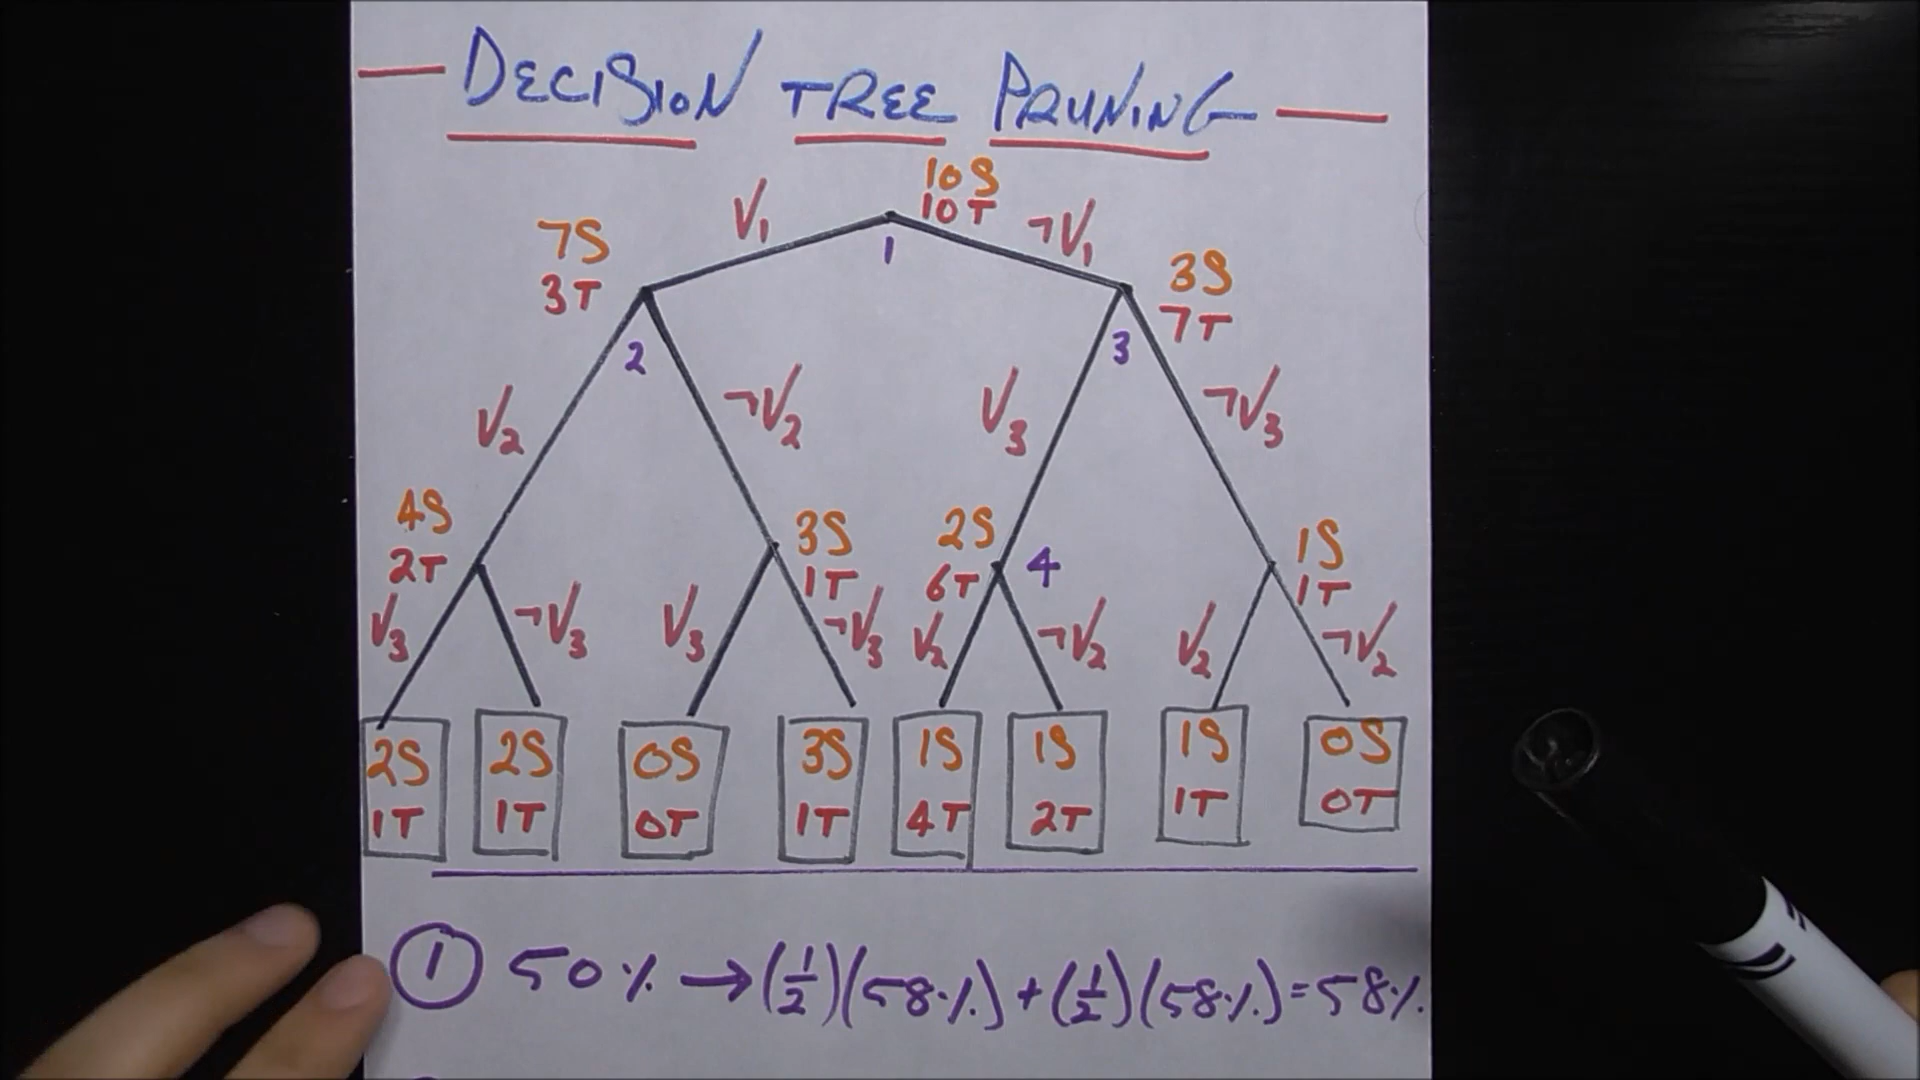 DECISION TREE PRUNING
10S
10T
V1
¬V1
1
7S
3T
3S
7T
2
3
V2
¬V2
V3
¬V3
4S
2T
3S
1T
2S
6T
4
1S
1T
V3
¬V3
V3
¬V3
V2
¬V2
V2
¬V2
2S
1T
2S
1T
0S
0T
3S
1T
1S
4T
1S
2T
1S
1T
0S
0T
1 50% → (1/2)(58%) + (1/2)(58%) = 58%